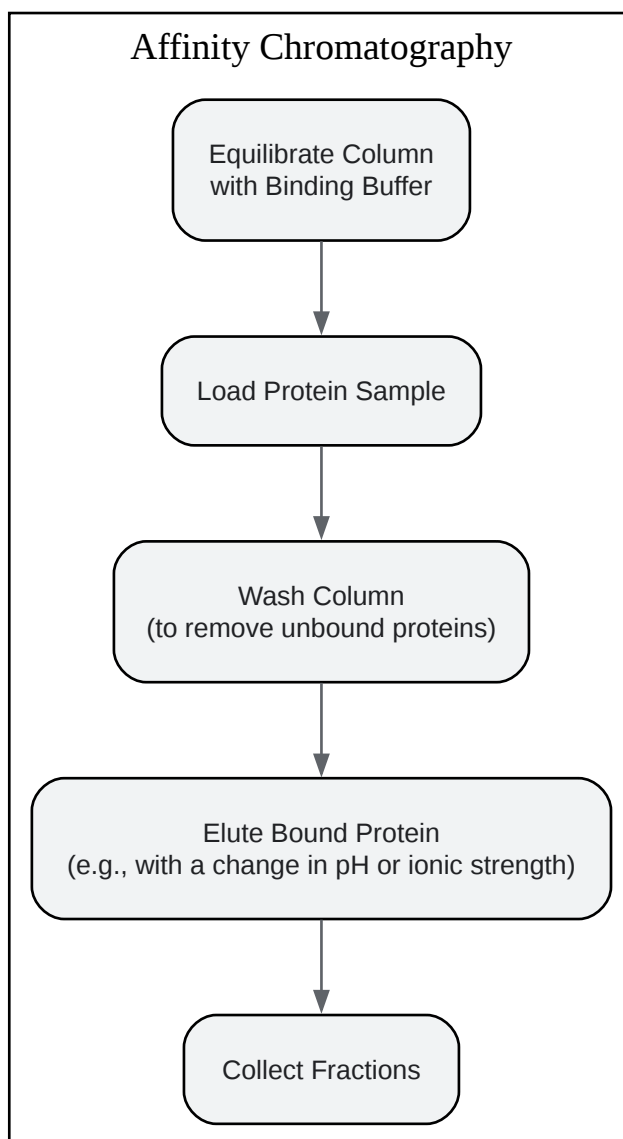 Affinity Chromatography
Equilibrate Column
with Binding Buffer
Load Protein Sample
Wash Column
(to remove unbound proteins)
Elute Bound Protein
(e.g., with a change in pH or ionic strength)
Collect Fractions